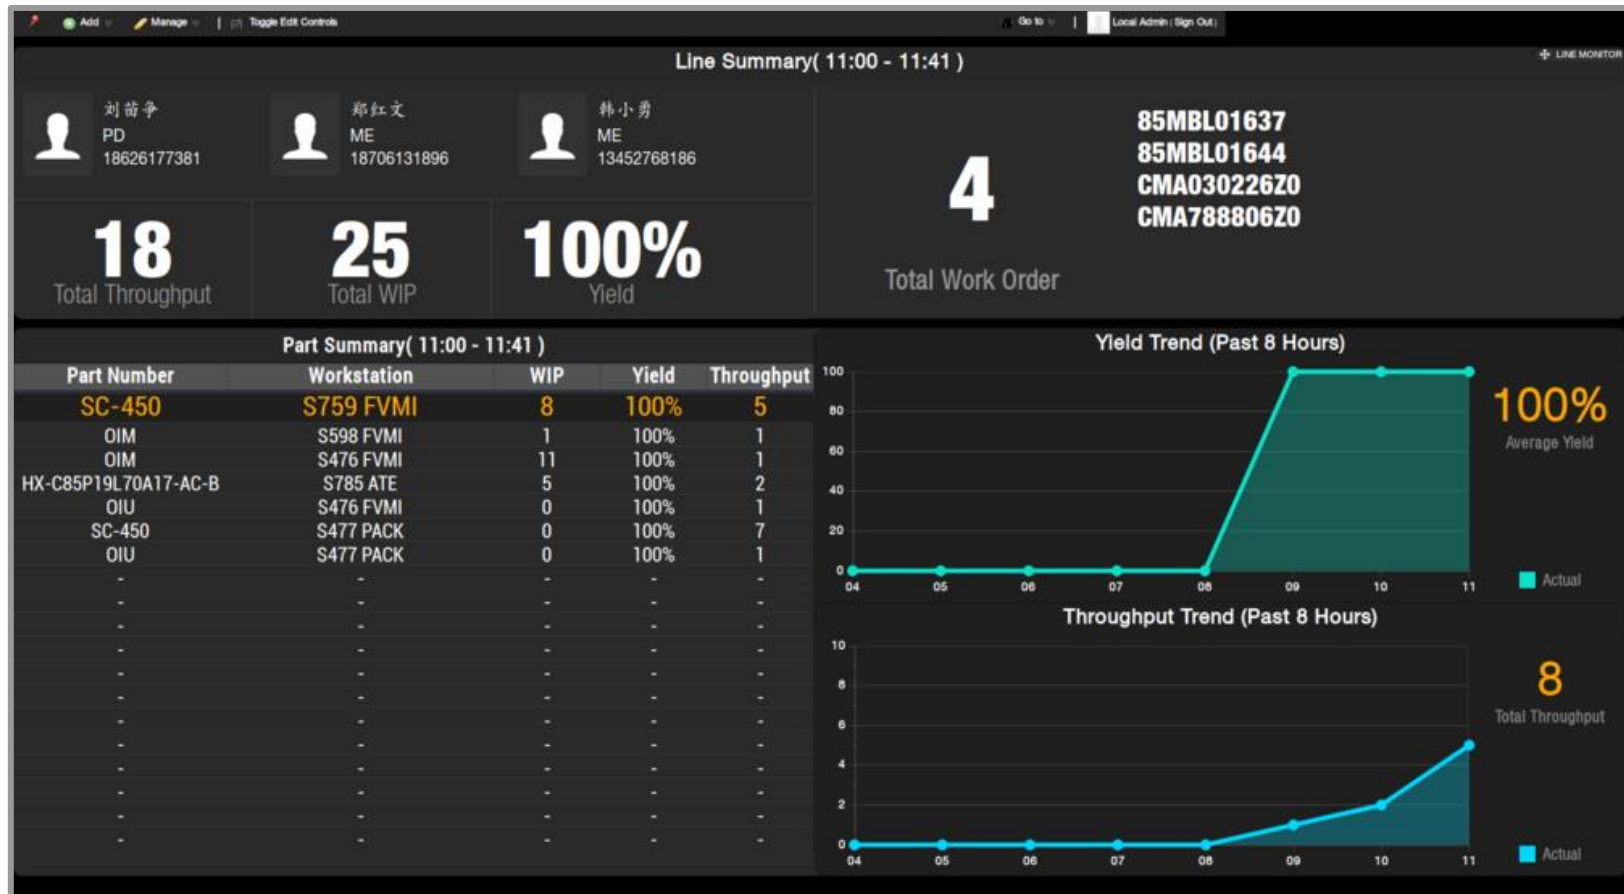 Add Manage | Toggle Edit Controls Go to | Local Admin ( Sign Out )
Line Summary( 11:00 - 11:41 )
LINE MONITOR
刘苗争
PD
18626177381
郑红文
ME
18706131896
韩小勇
ME
13452768186
18
Total Throughput
25
Total WIP
100%
Yield
4
Total Work Order
85MBL01637
85MBL01644
CMA030226Z0
CMA788806Z0
Part Summary( 11:00 - 11:41 )
Part Number Workstation WIP Yield Throughput
SC-450 S759 FVMI 8 100% 5
OIM S598 FVMI 1 100% 1
OIM S476 FVMI 11 100% 1
HX-C85P19L70A17-AC-B S785 ATE 5 100% 2
OIU S476 FVMI 0 100% 1
SC-450 S477 PACK 0 100% 7
OIU S477 PACK 0 100% 1
- - - - -
- - - - -
- - - - -
- - - - -
- - - - -
- - - - -
- - - - -
- - - - -
- - - - -
- - - - -
- - - - -
- - - - -
Yield Trend (Past 8 Hours)
100
80
60
40
20
0
04 05 06 07 08 09 10 11
100%
Average Yield
Actual
Throughput Trend (Past 8 Hours)
10
8
6
4
2
0
04 05 06 07 08 09 10 11
8
Total Throughput
Actual